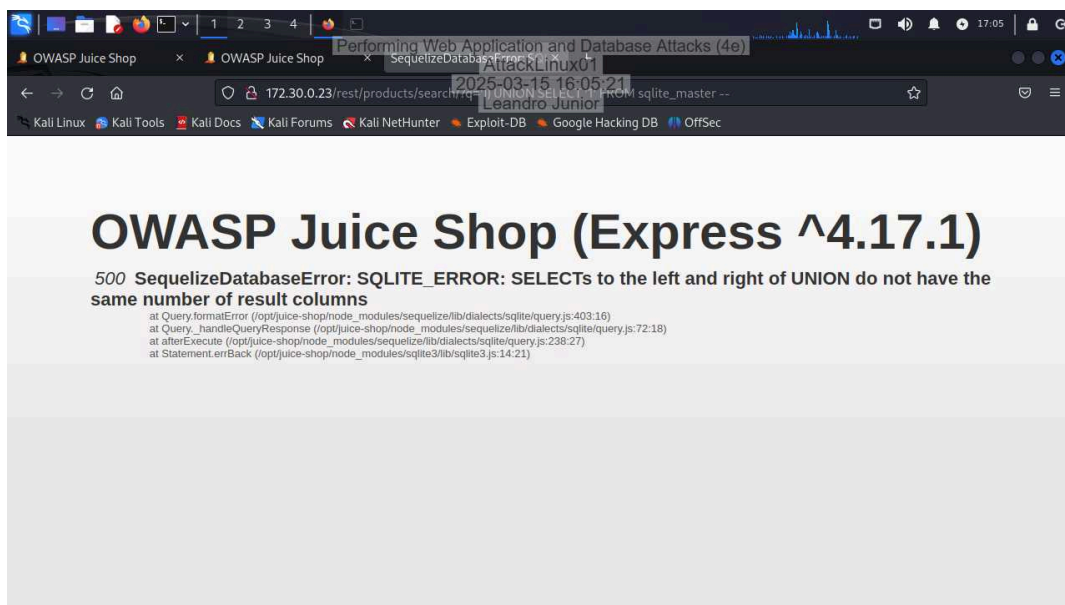 1 2 3 4
17:05
Performing Web Application and Database Attacks (4e)
OWASP Juice Shop
OWASP Juice Shop
AttackLinux01
2025-03-15 16:05:21
172.30.0.23/rest/products/search UNION SELECT FROM sqlite_master --
Leandro Junior
Kali Linux Kali Tools Kali Docs Kali Forums Kali NetHunter Exploit-DB Google Hacking DB OffSec
OWASP Juice Shop (Express ^4.17.1)
500 SequelizeDatabaseError: SQLITE_ERROR: SELECTs to the left and right of UNION do not have the
same number of result columns
at Query.formatError (/opt/juice-shop/node_modules/sequelize/lib/dialects/sqlite/query.js:403:16)
at Query._handleQueryResponse (/opt/juice-shop/node_modules/sequelize/lib/dialects/sqlite/query.js:72:18)
at afterExecute (/opt/juice-shop/node_modules/sequelize/lib/dialects/sqlite/query.js:238:27)
at Statement.errBack (/opt/juice-shop/node_modules/sqlite3/lib/sqlite3.js:14:21)